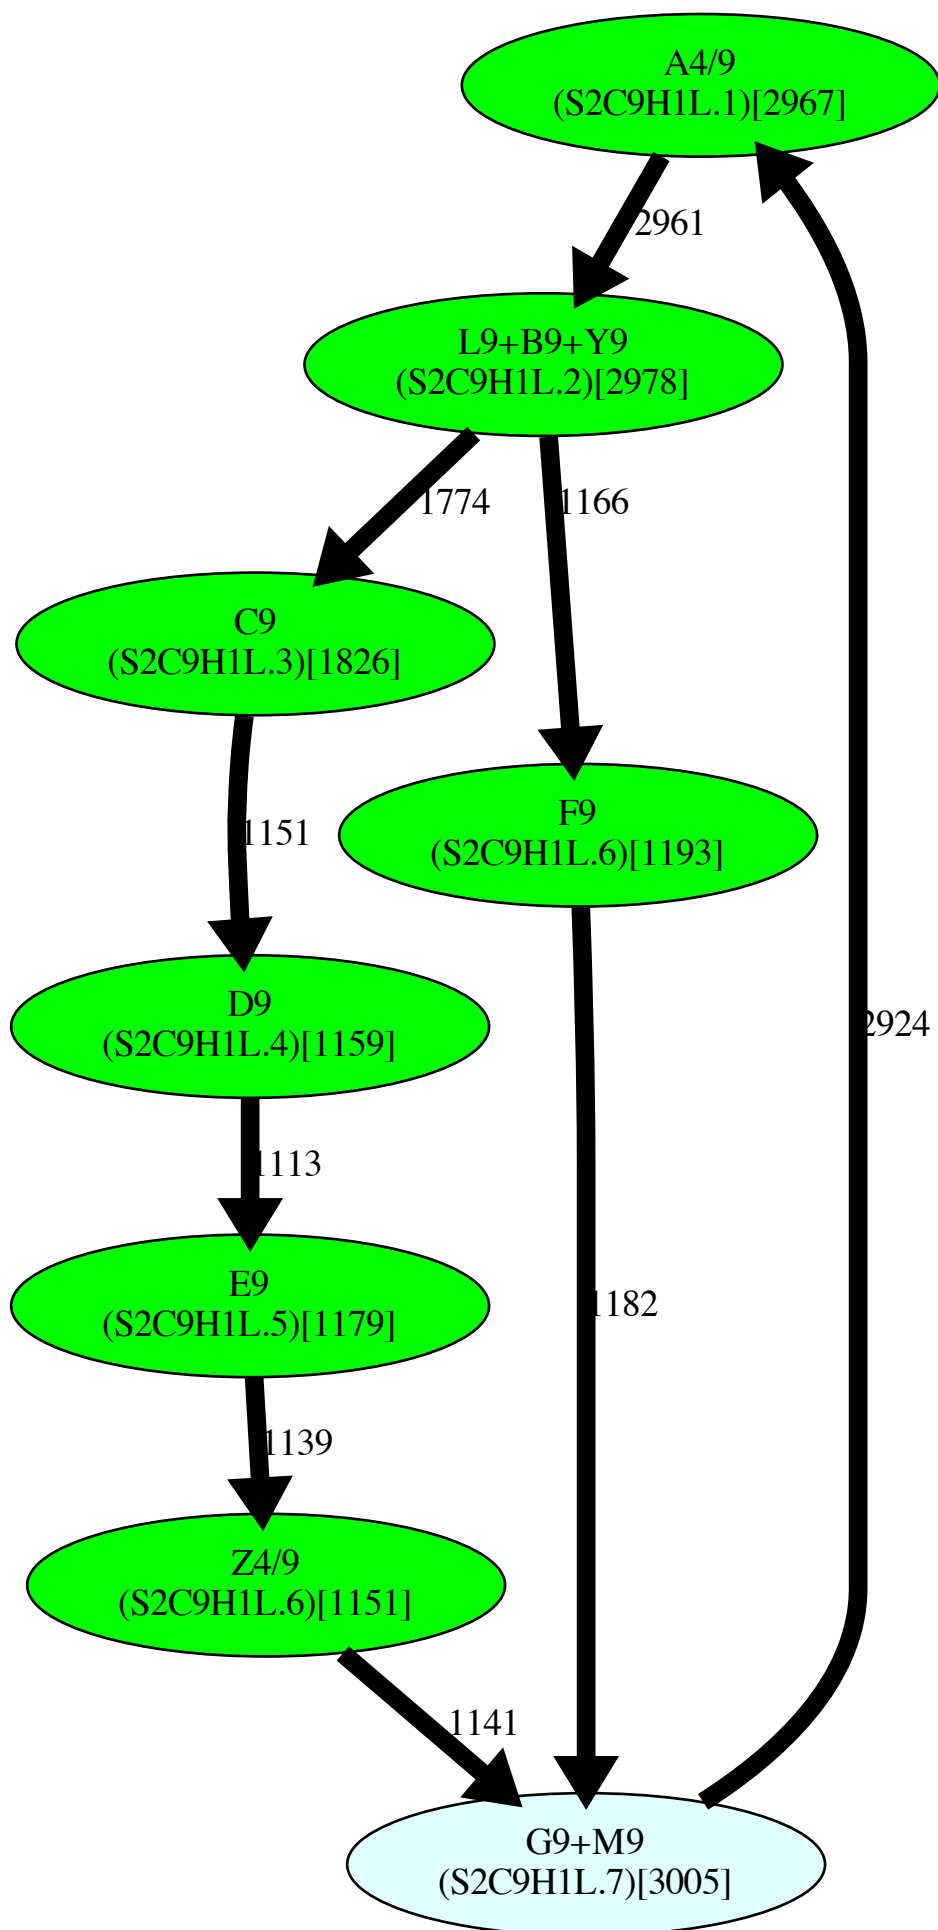 A4/9
(S2C9H1L.1)[2967]
2961
L9+B9+Y9
(S2C9H1L.2)[2978]
1774
1166
C9
(S2C9H1L.3)[1826]
1151
F9
(S2C9H1L.6)[1193]
D9
(S2C9H1L.4)[1159]
2924
1113
E9
(S2C9H1L.5)[1179]
1182
1139
Z4/9
(S2C9H1L.6)[1151]
1141
G9+M9
(S2C9H1L.7)[3005]